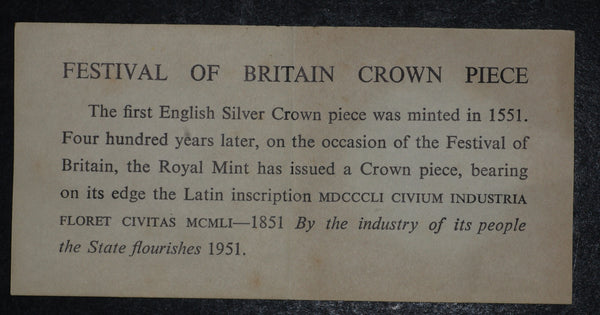 FESTIVAL OF BRITAIN CROWN PIECE
The first English Silver Crown piece was minted in 1551.
Four hundred years later, on the occasion of the Festival of
Britain, the Royal Mint has issued a Crown piece, bearing
on its edge the Latin inscription MDCCCLI CIVIUM INDUSTRIA
FLORET CIVITAS MCMLI—1851 By the industry of its people
the State flourishes 1951.